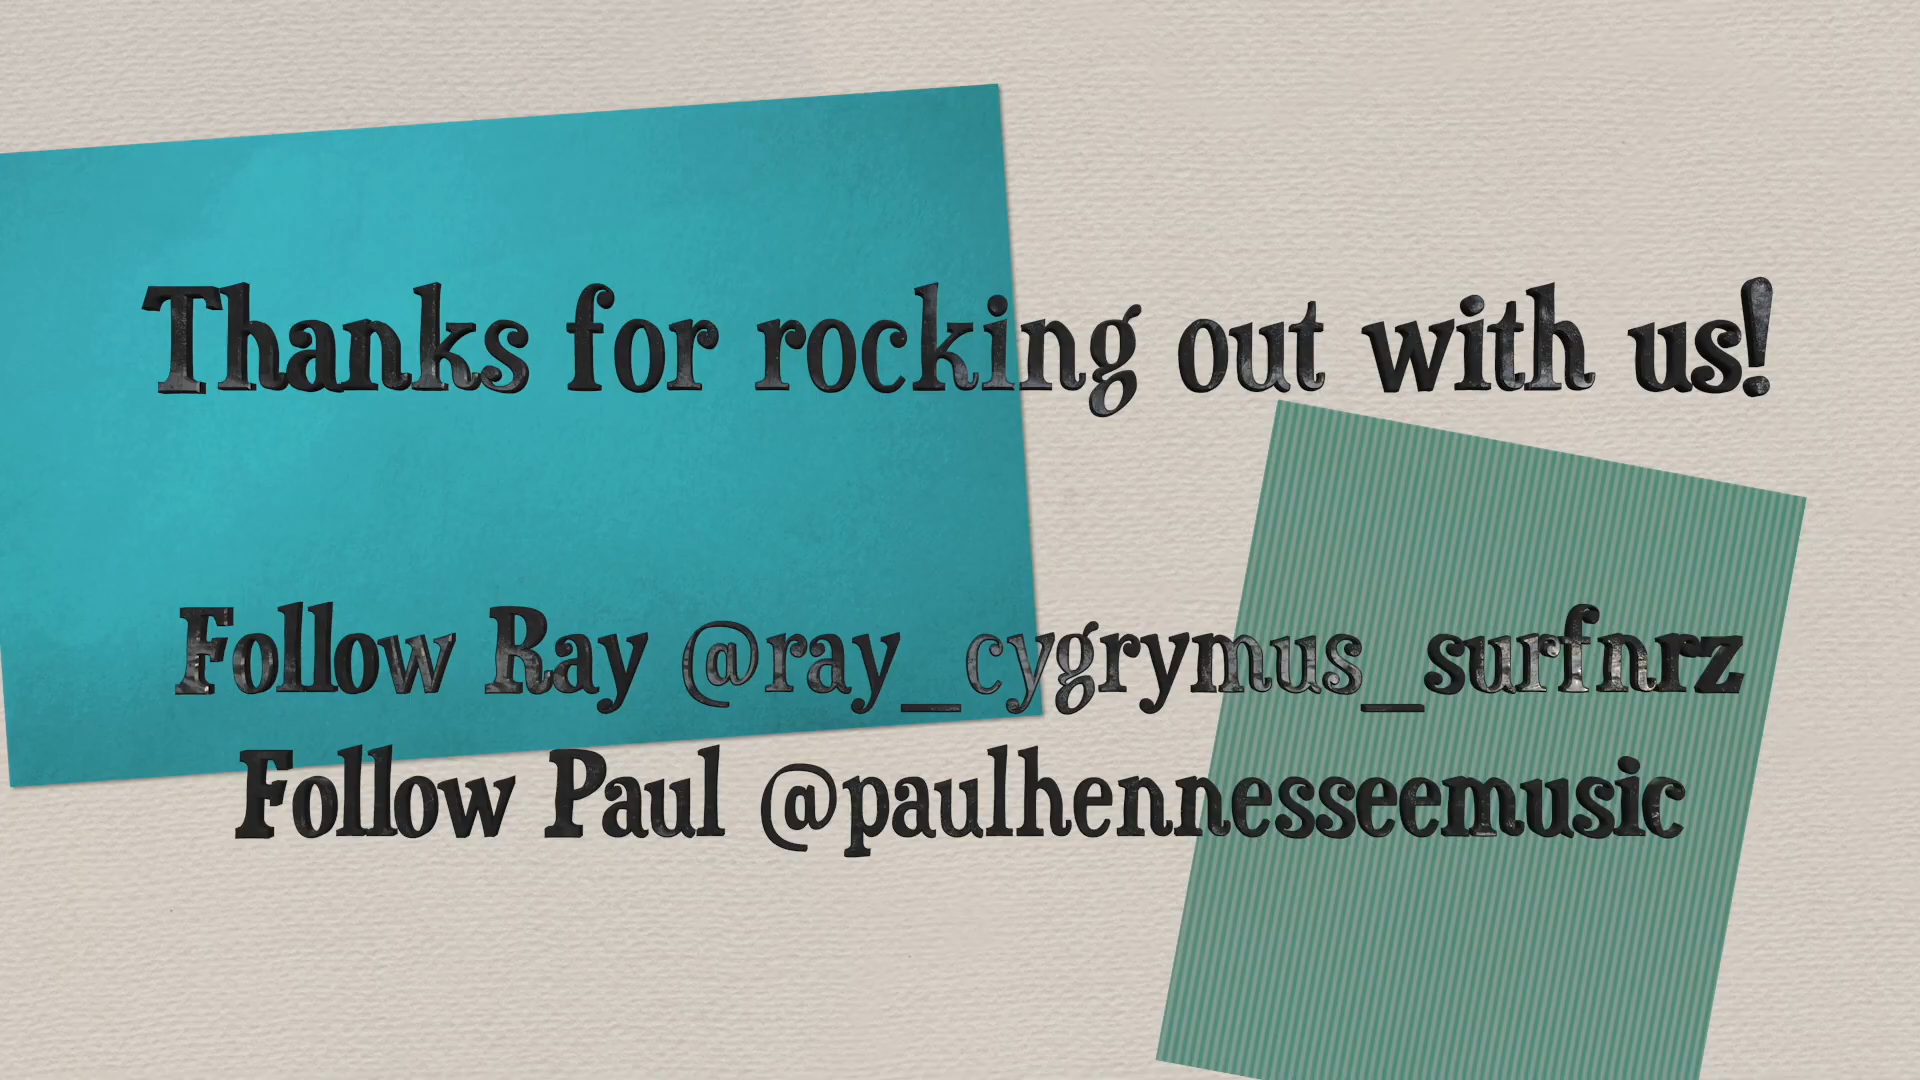 Thanks for rocking out with us!
Follow Ray @ray_cygrymus_surfnrz
Follow Paul @paulhennesseemusic